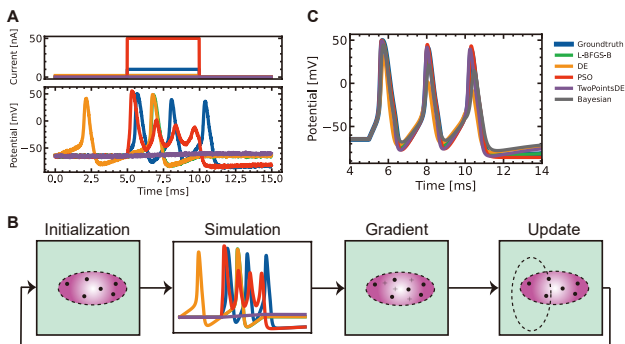 A
Current [nA]
50
25
0
Potential [mV]
50
0
−50
0.0 2.5 5.0 7.5 10.0 12.5 15.0
Time [ms]
C
Potential [mV]
50
0
−50
4 6 8 10 12 14
Time [ms]
Groundtruth
L-BFGS-B
DE
PSO
TwoPointsDE
Bayesian
B
Initialization Simulation Gradient Update